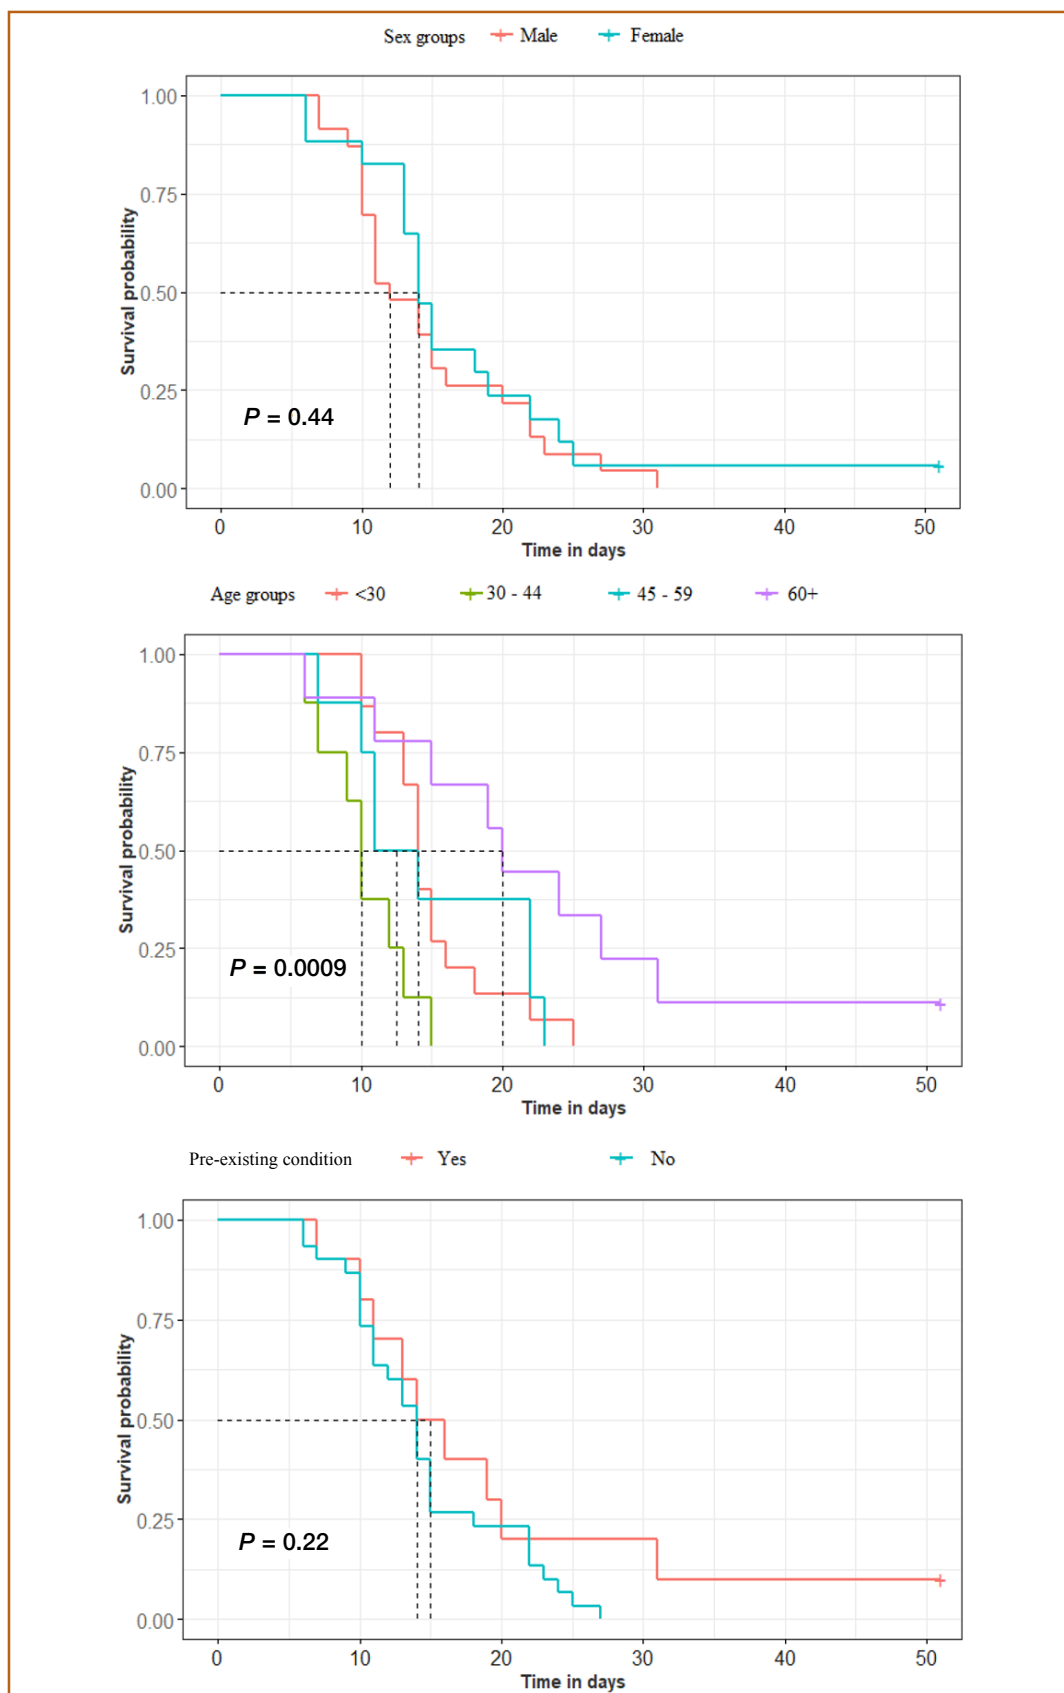 Sex groups Male Female
1.00
0.75
0.50
0.25
0.00
Survival probability
P = 0.44
0 10 20 30 40 50
Time in days
Age groups <30 30 - 44 45 - 59 60+
1.00
0.75
0.50
0.25
0.00
Survival probability
P = 0.0009
0 10 20 30 40 50
Time in days
Pre-existing condition Yes No
1.00
0.75
0.50
0.25
0.00
Survival probability
P = 0.22
0 10 20 30 40 50
Time in days